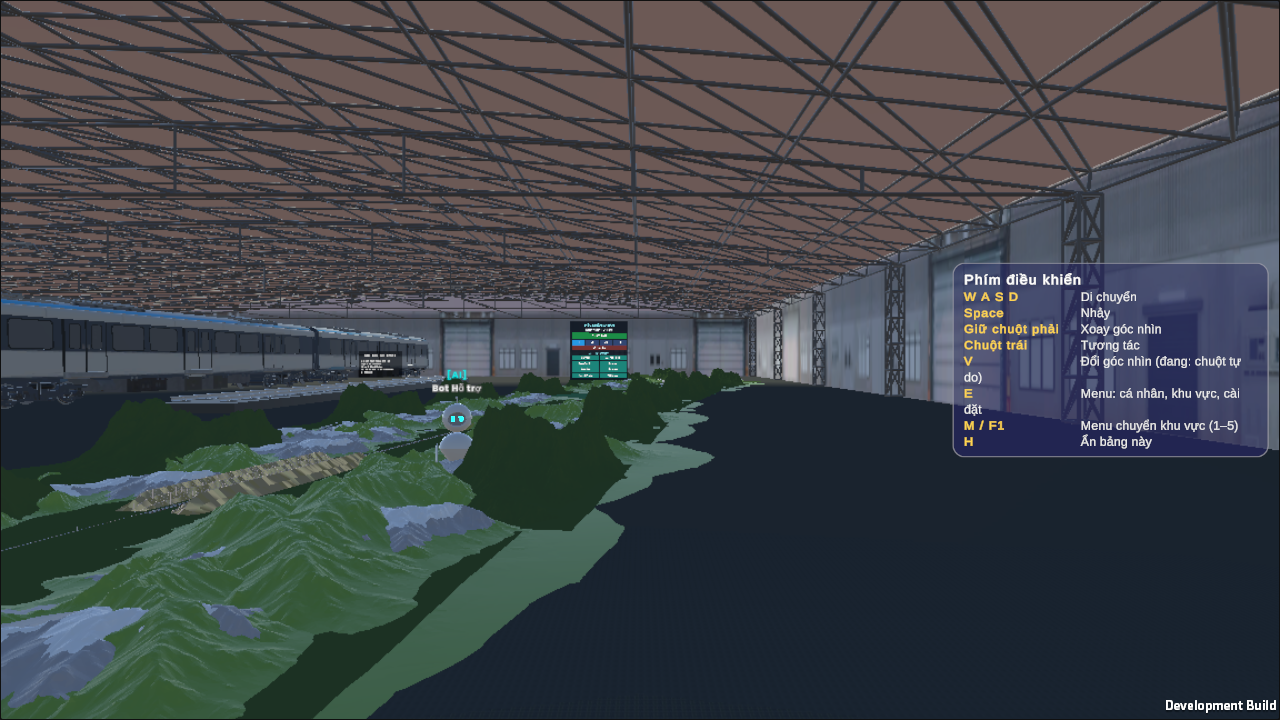 Phím điều khiển
W A S D Di chuyển
Space Nhảy
Giữ chuột phải Xoay góc nhìn
Chuột trái Tương tác
V Đổi góc nhìn (đang: chuột tự
do)
E Menu: cá nhân, khu vực, cài
đặt
M / F1 Menu chuyển khu vực (1–5)
H Ẩn bảng này
[AI]
Bot Hỗ trợ
Development Build